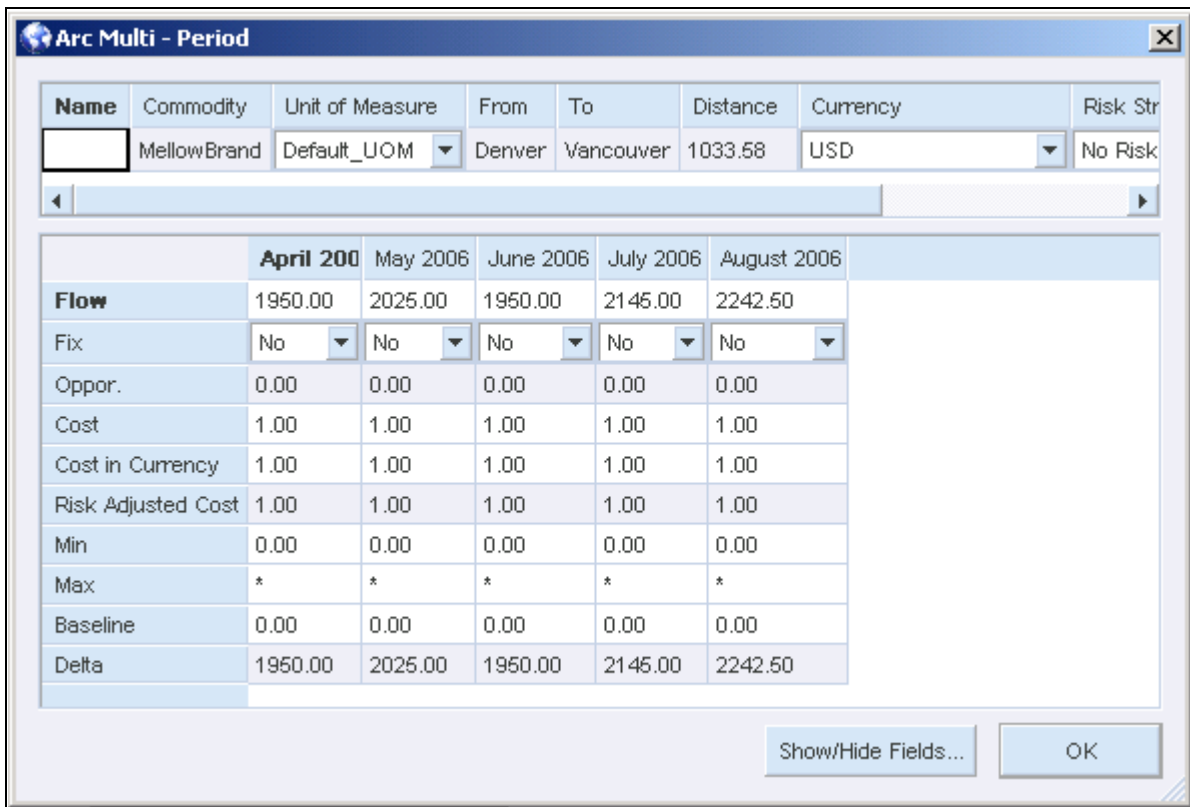 Arc Multi - Period
Name Commodity Unit of Measure From To Distance Currency Risk Str
MellowBrand Default_UOM Denver Vancouver 1033.58 USD No Risk
April 200 May 2006 June 2006 July 2006 August 2006
Flow 1950.00 2025.00 1950.00 2145.00 2242.50
Fix No No No No No
Oppor. 0.00 0.00 0.00 0.00 0.00
Cost 1.00 1.00 1.00 1.00 1.00
Cost in Currency 1.00 1.00 1.00 1.00 1.00
Risk Adjusted Cost 1.00 1.00 1.00 1.00 1.00
Min 0.00 0.00 0.00 0.00 0.00
Max * * * * *
Baseline 0.00 0.00 0.00 0.00 0.00
Delta 1950.00 2025.00 1950.00 2145.00 2242.50
Show/Hide Fields... OK